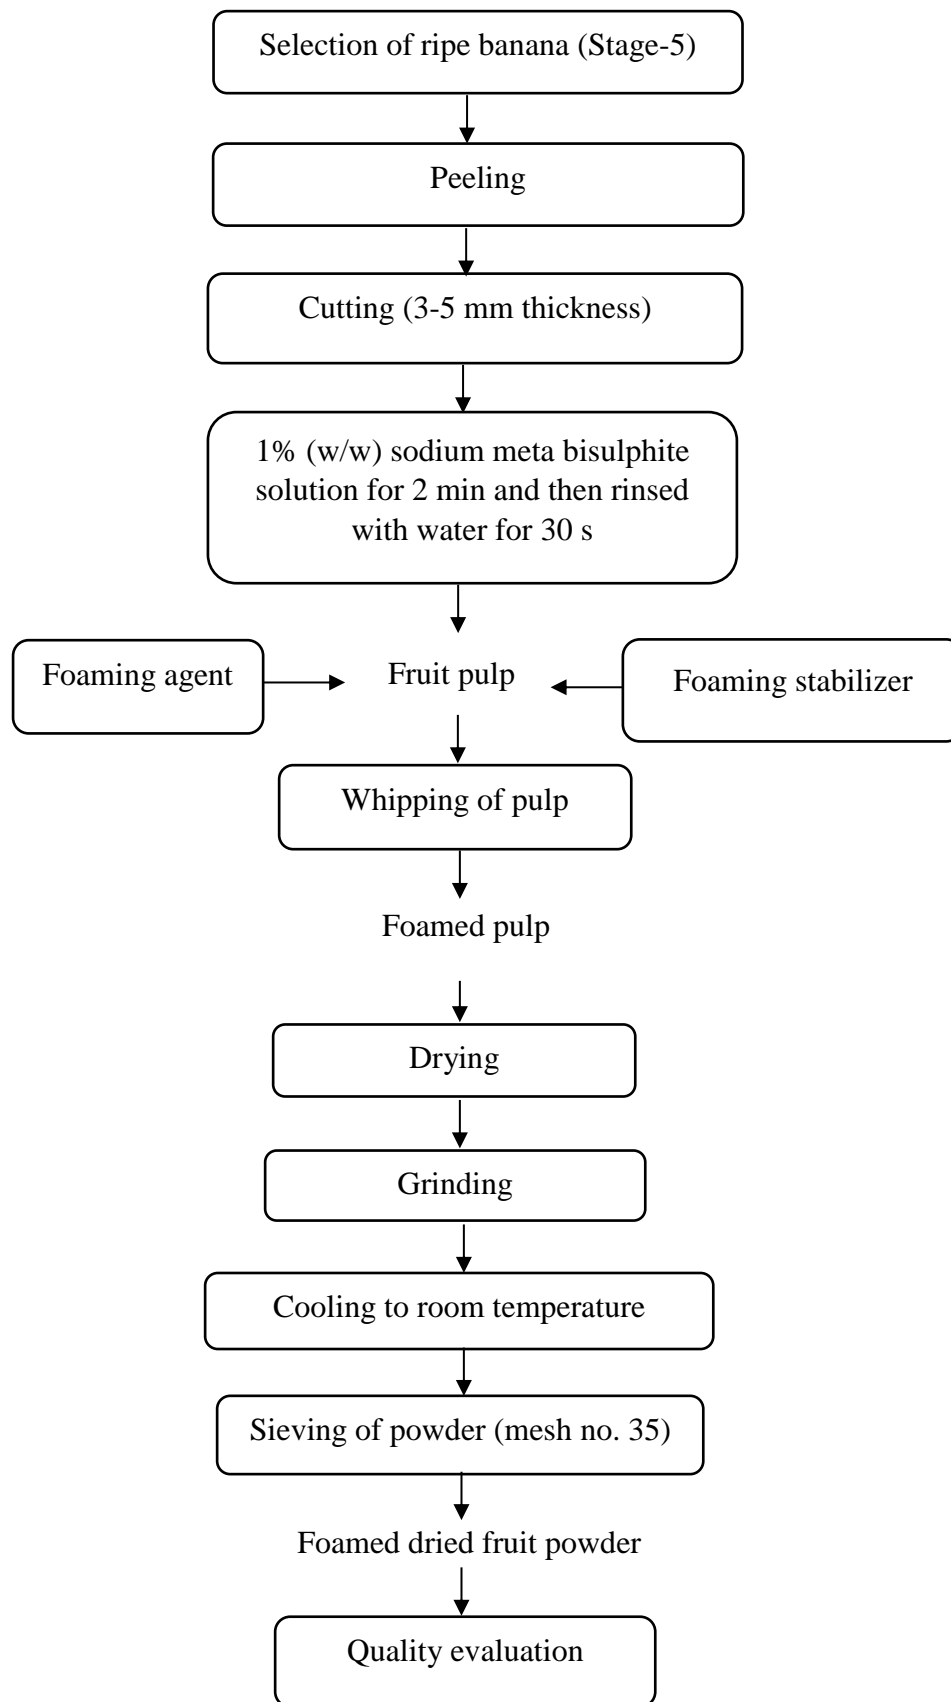 Selection of ripe banana (Stage-5)
Peeling
Cutting (3-5 mm thickness)
1% (w/w) sodium meta bisulphite
solution for 2 min and then rinsed
with water for 30 s
Foaming agent
Fruit pulp
Foaming stabilizer
Whipping of pulp
Foamed pulp
Drying
Grinding
Cooling to room temperature
Sieving of powder (mesh no. 35)
Foamed dried fruit powder
Quality evaluation